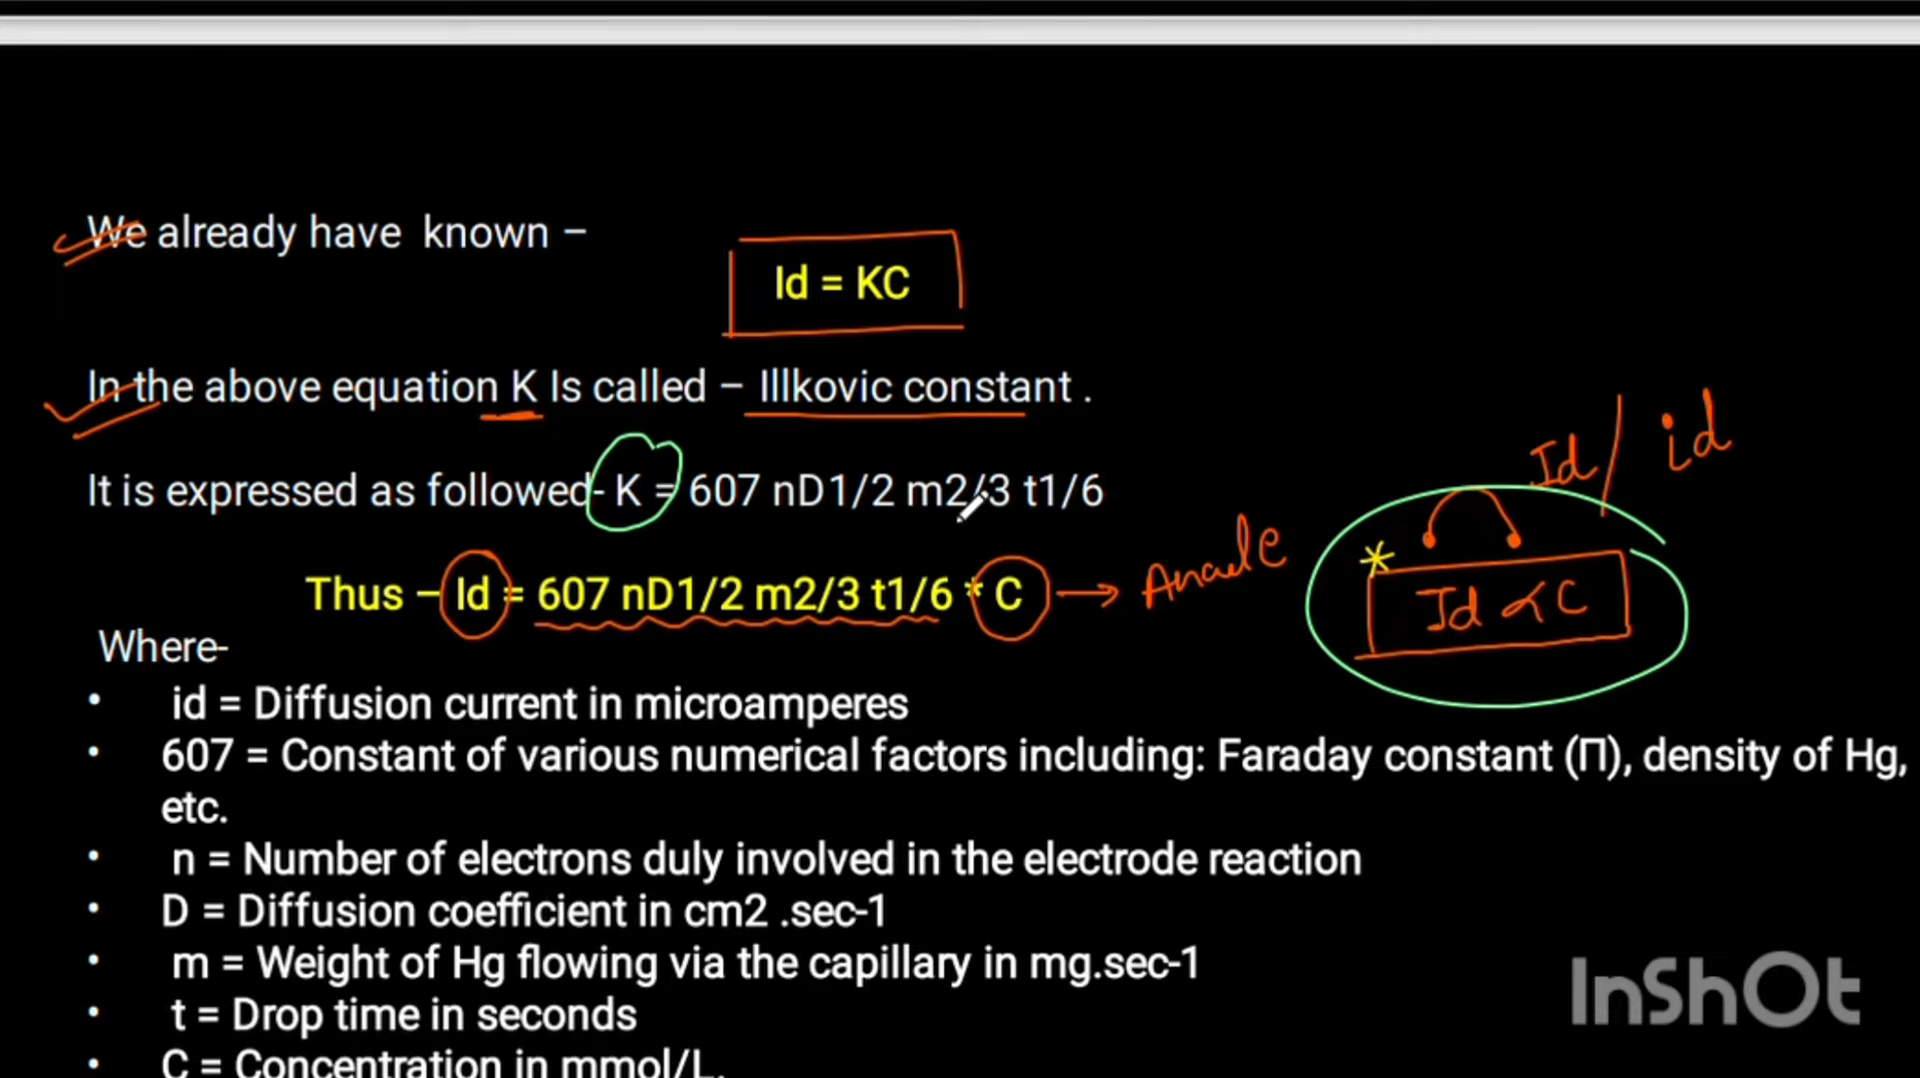 We already have known –
Id = KC
In the above equation K Is called – Illkovic constant .
Id / id
It is expressed as followed- K = 607 nD1/2 m2/3 t1/6
Thus – Id = 607 nD1/2 m2/3 t1/6 * C →
* Id ∝ C
Where-
• id = Diffusion current in microamperes
• 607 = Constant of various numerical factors including: Faraday constant (Π), density of Hg,
etc.
• n = Number of electrons duly involved in the electrode reaction
• D = Diffusion coefficient in cm2 .sec-1
• m = Weight of Hg flowing via the capillary in mg.sec-1
• t = Drop time in seconds
• C = Concentration in mmol/L.
InShOt